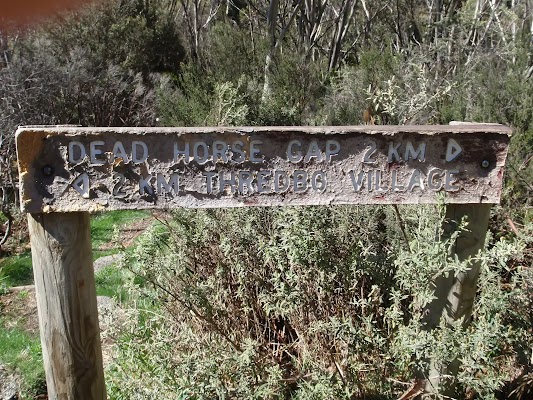 DEAD HORSE GAP 2 KM ▷
◁ 2 KM THREDBO VILLAGE